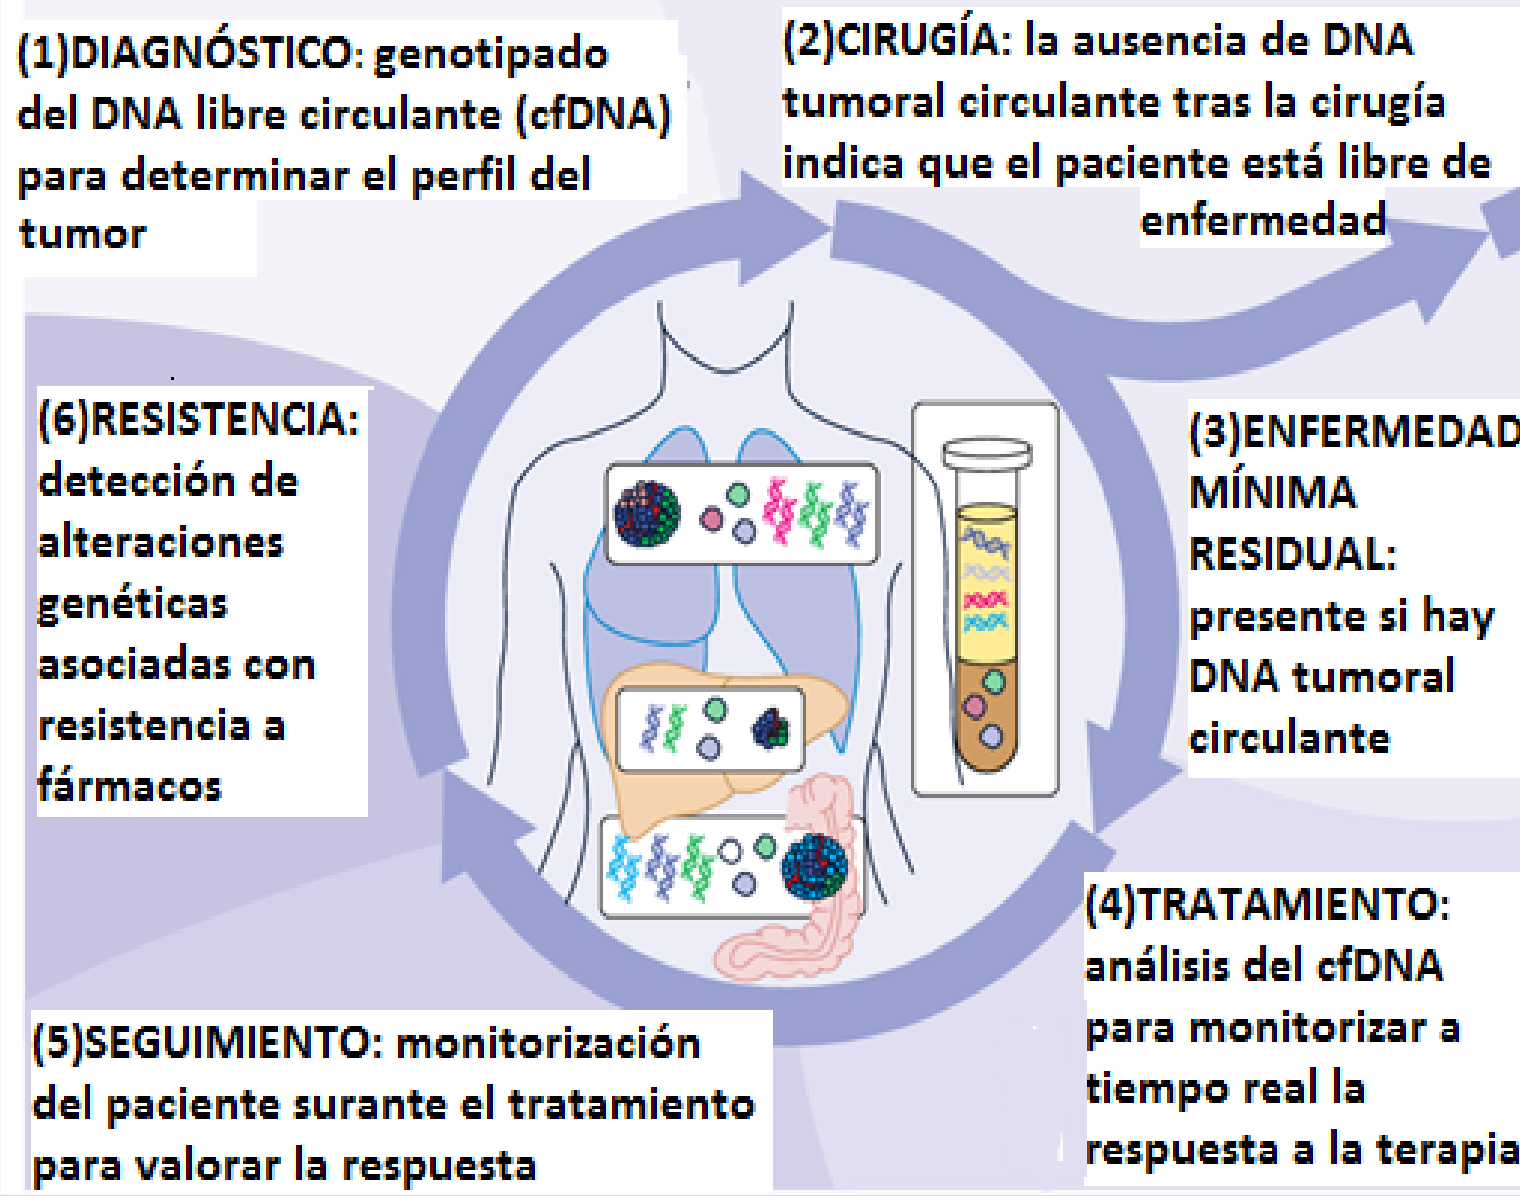 (1)DIAGNÓSTICO: genotipado
del DNA libre circulante (cfDNA)
para determinar el perfil del
tumor
(2)CIRUGÍA: la ausencia de DNA
tumoral circulante tras la cirugía
indica que el paciente está libre de
enfermedad
(3)ENFERMEDAD
MÍNIMA
RESIDUAL:
presente si hay
DNA tumoral
circulante
(4)TRATAMIENTO:
análisis del cfDNA
para monitorizar a
tiempo real la
respuesta a la terapia
(5)SEGUIMIENTO: monitorización
del paciente surante el tratamiento
para valorar la respuesta
(6)RESISTENCIA:
detección de
alteraciones
genéticas
asociadas con
resistencia a
fármacos